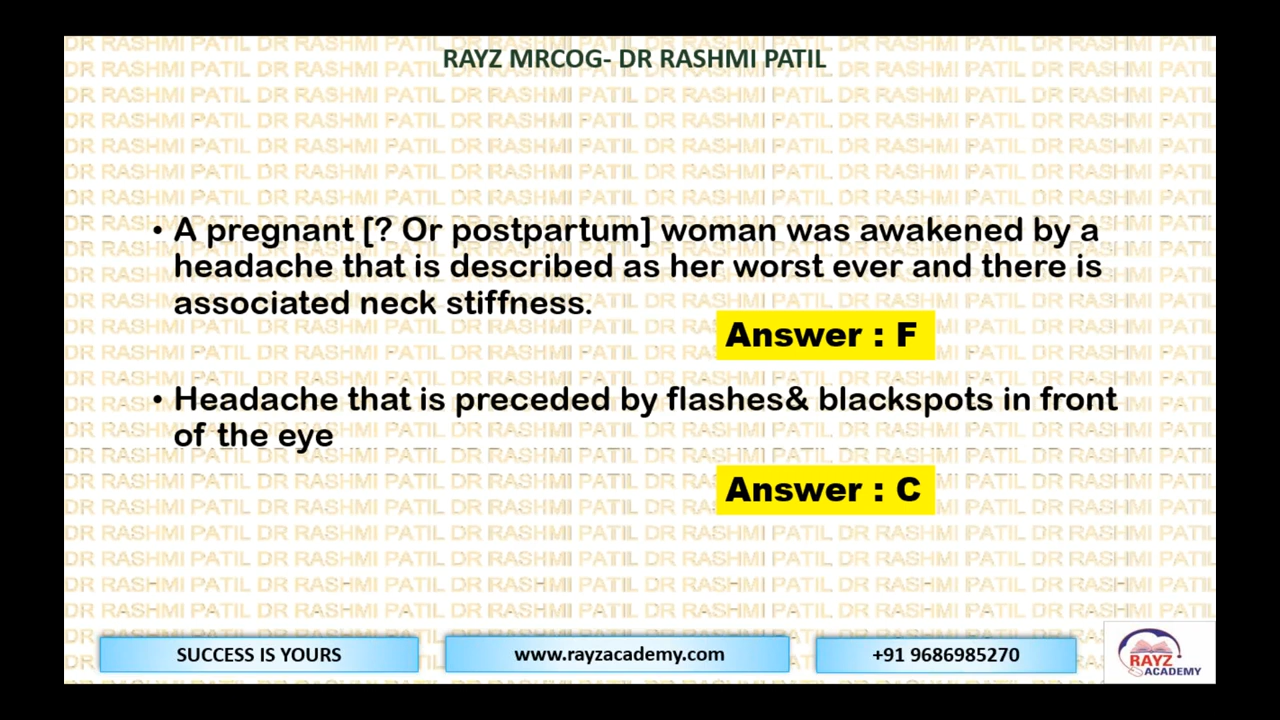 RAYZ MRCOG- DR RASHMI PATIL
• A pregnant [? Or postpartum] woman was awakened by a
headache that is described as her worst ever and there is
associated neck stiffness.
Answer : F
• Headache that is preceded by flashes& blackspots in front
of the eye
Answer : C
SUCCESS IS YOURS
www.rayzacademy.com
+91 9686985270
RAYZ
ACADEMY